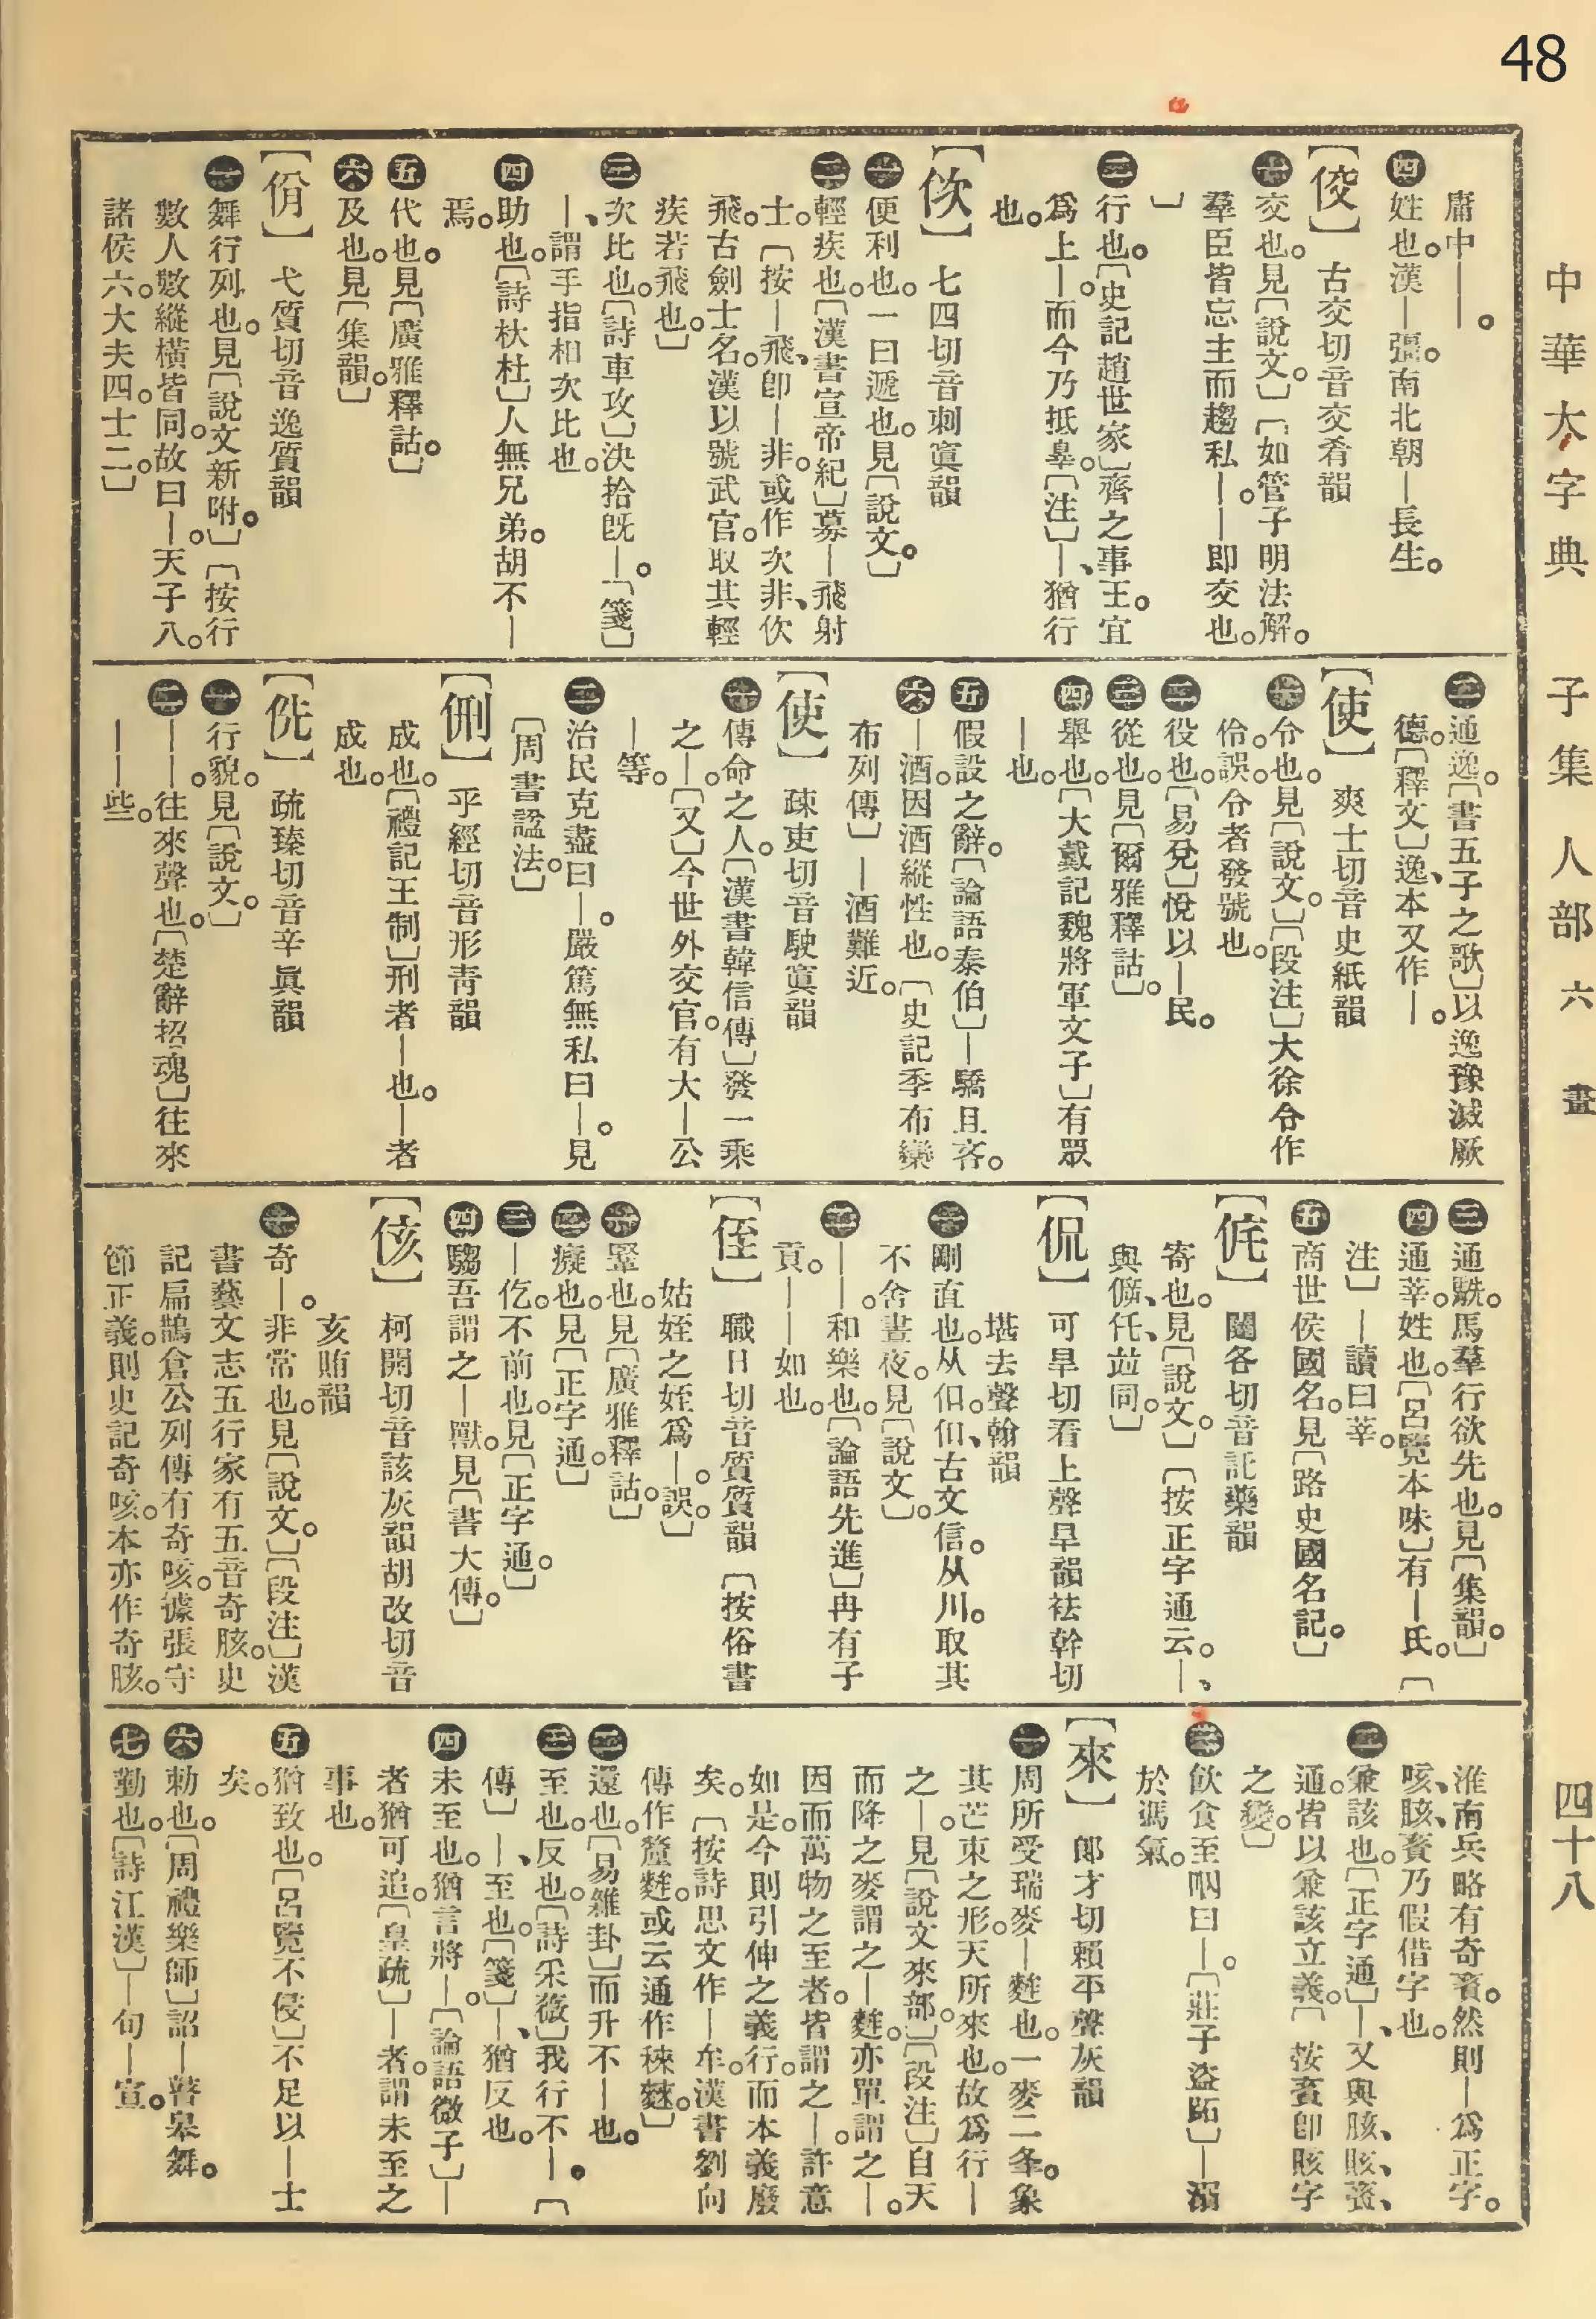 48
中華大字典 子集 人部 六畫 四十八
庸中｜｜。
四 姓也。漢｜張。南北朝｜長生。
【佼】 古交切音交肴韻
一 交也。見〔說文。〕〔如管子明法解。
羣臣皆忘主而趨私｜。｜即交也。
〕
二 行也。〔史記趙世家〕齊之事王。宜
爲上｜。而今乃抵辠。〔注〕｜、猶行
也。
【佽】 七四切音刺寘韻
一 便利也。一曰遞也。見〔說文。〕
二 輕疾也。〔漢書宣帝紀〕募｜飛射
士。〔按｜飛、卽｜非。或作次非、佽
飛。古劍士名。漢以號武官。取其輕
疾若飛也。〕
三 次比也。〔詩車攻〕決拾旣｜。〔箋〕
｜、謂手指相次比也。
四 助也。〔詩杕杜〕人無兄弟。胡不｜
焉。
五 代也。見〔廣雅釋詁。〕
六 及也。見〔集韻。〕
【佾】 弋質切音逸質韻
一 舞行列也。見〔說文新附。〕〔按行
數人數縱橫皆同。故曰｜。天子八。
諸侯六。大夫四。士二。〕
二 通逸。〔書五子之歌〕以逸豫滅厥
德。〔釋文〕逸、本又作｜。
【使】 爽士切音史紙韻
一 令也。見〔說文。〕〔段注〕大徐令作
伶。誤。令者發號也。
二 役也。〔易兌〕悅以｜民。
三 從也。見〔爾雅釋詁。〕
四 舉也。〔大戴記魏將軍文子〕有眾
｜也。
五 假設之辭。〔論語泰伯〕｜驕且吝。
六 ｜酒。因酒縱性也。〔史記季布欒
布列傳〕｜酒難近。
【使】 疎吏切音駛寘韻
一 傳命之人。〔漢書韓信傳〕發一乘
之｜。〔又〕今世外交官。有大｜公
｜等。
二 治民克盡曰｜。嚴篤無私曰｜。見
〔周書諡法。〕
【侀】 乎經切音形靑韻
成也。〔禮記王制〕刑者｜也。｜者
成也。
【侁】 疏臻切音辛眞韻
一 行貌。見〔說文。〕
二 ｜｜往來聲也。〔楚辭招魂〕往來
｜｜些。
三 通駪。馬羣行欲先也。見〔集韻。〕
四 通莘。姓也。〔呂覽本味〕有｜氏。〔
注〕｜讀曰莘。
五 商世侯國名。見〔路史國名記。〕
【侂】 闥各切音託藥韻
寄也。見〔說文。〕〔按正字通云。｜、
與儣、仛、竝同。〕
【侃】 可旱切看上聲旱韻袪幹切
堪去聲翰韻
一 剛直也。从㐰。㐰、古文信。从川。取其
不舍晝夜。見〔說文。〕
二 ｜｜。和樂也。〔論語先進〕冉有子
貢。｜｜如也。
【侄】 職日切音質質韻〔按俗書
姑姪之姪爲｜。誤。〕
一 堅也。見〔廣雅釋詁。〕
二 癡也。見〔正字通。〕
三 ｜仡。不前也。見〔正字通。〕
四 騶吾謂之｜獸。見〔書大傳。〕
【侅】 柯開切音該灰韻胡改切音
亥賄韻
一 奇｜。非常也。見〔說文。〕〔段注〕漢
書藝文志五行家有五音奇胲。史
記扁鵲倉公列傳有奇咳。據張守
節正義。則史記奇咳。本亦作奇胲。
淮南兵略有奇賌。然則｜爲正字。
咳、胲、賌乃假借字也。
二 兼該也。〔正字通〕｜、又與胲、賅、賌、
通。皆以兼該立義。〔按賌卽賅字
之變。〕
三 飮食至咽曰｜。〔莊子盜跖〕｜溺
於馮氣。
【來】 郞才切賴平聲灰韻
一 周所受瑞麥｜麰也。一麥二夆。象
其芒朿之形。天所來也。故爲行｜
之｜。見〔說文來部。〕〔段注〕自天
而降之麥。謂之｜麰。亦單謂之｜。
因而萬物之至者。皆謂之｜。許意
如是。今則引伸之義行。而本義廢
矣。〔按詩思文作｜牟。漢書劉向
傳作釐麰。或云通作䅘䅘。〕
二 還也。〔易雜卦〕而升不｜也。
三 至也。反也。〔詩采薇〕我行不｜。〔
傳〕｜、至也。〔箋〕｜、猶反也。
四 未至也。猶言將｜。〔論語微子〕｜
者猶可追。〔皇疏〕｜者。謂未至之
事也。
五 猶致也。〔呂覽不侵〕不足以｜士
矣。
六 勑也。〔周禮樂師〕詔｜瞽皋舞。
七 勤也。〔詩江漢〕｜旬｜宣。